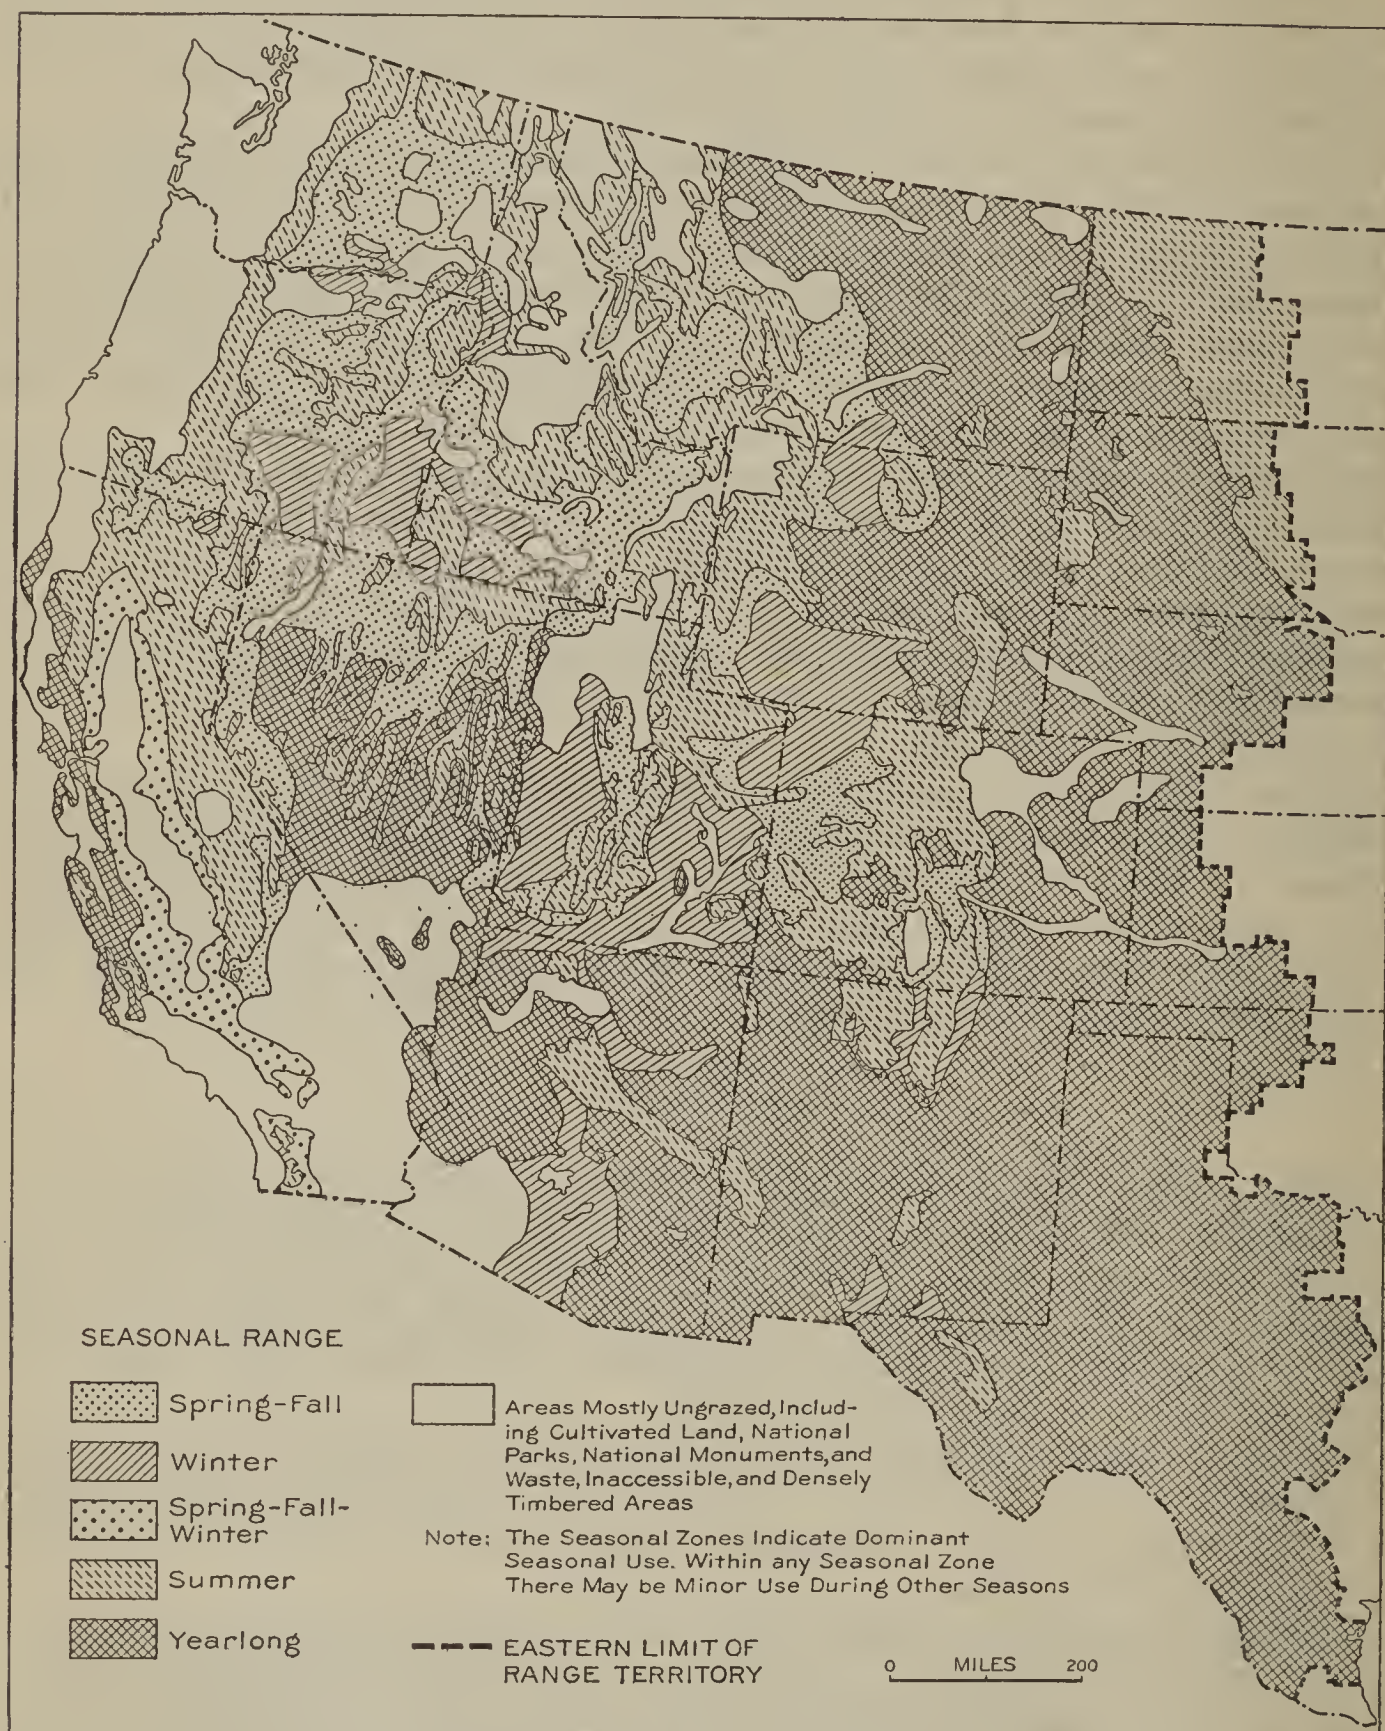 SEASONAL RANGE
Spring-Fall
Winter
Spring-Fall-
Winter
Summer
Yearlong
Areas Mostly Ungrazed, Includ-
ing Cultivated Land, National
Parks, National Monuments, and
Waste, Inaccessible, and Densely
Timbered Areas
Note: The Seasonal Zones Indicate Dominant
Seasonal Use. Within any Seasonal Zone
There May be Minor Use During Other Seasons
EASTERN LIMIT OF
RANGE TERRITORY
0 MILES 200